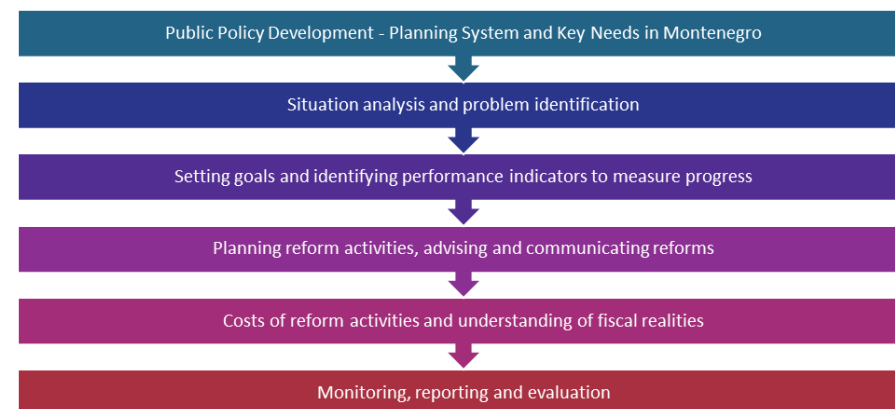 Public Policy Development - Planning System and Key Needs in Montenegro
Situation analysis and problem identification
Setting goals and identifying performance indicators to measure progress
Planning reform activities, advising and communicating reforms
Costs of reform activities and understanding of fiscal realities
Monitoring, reporting and evaluation